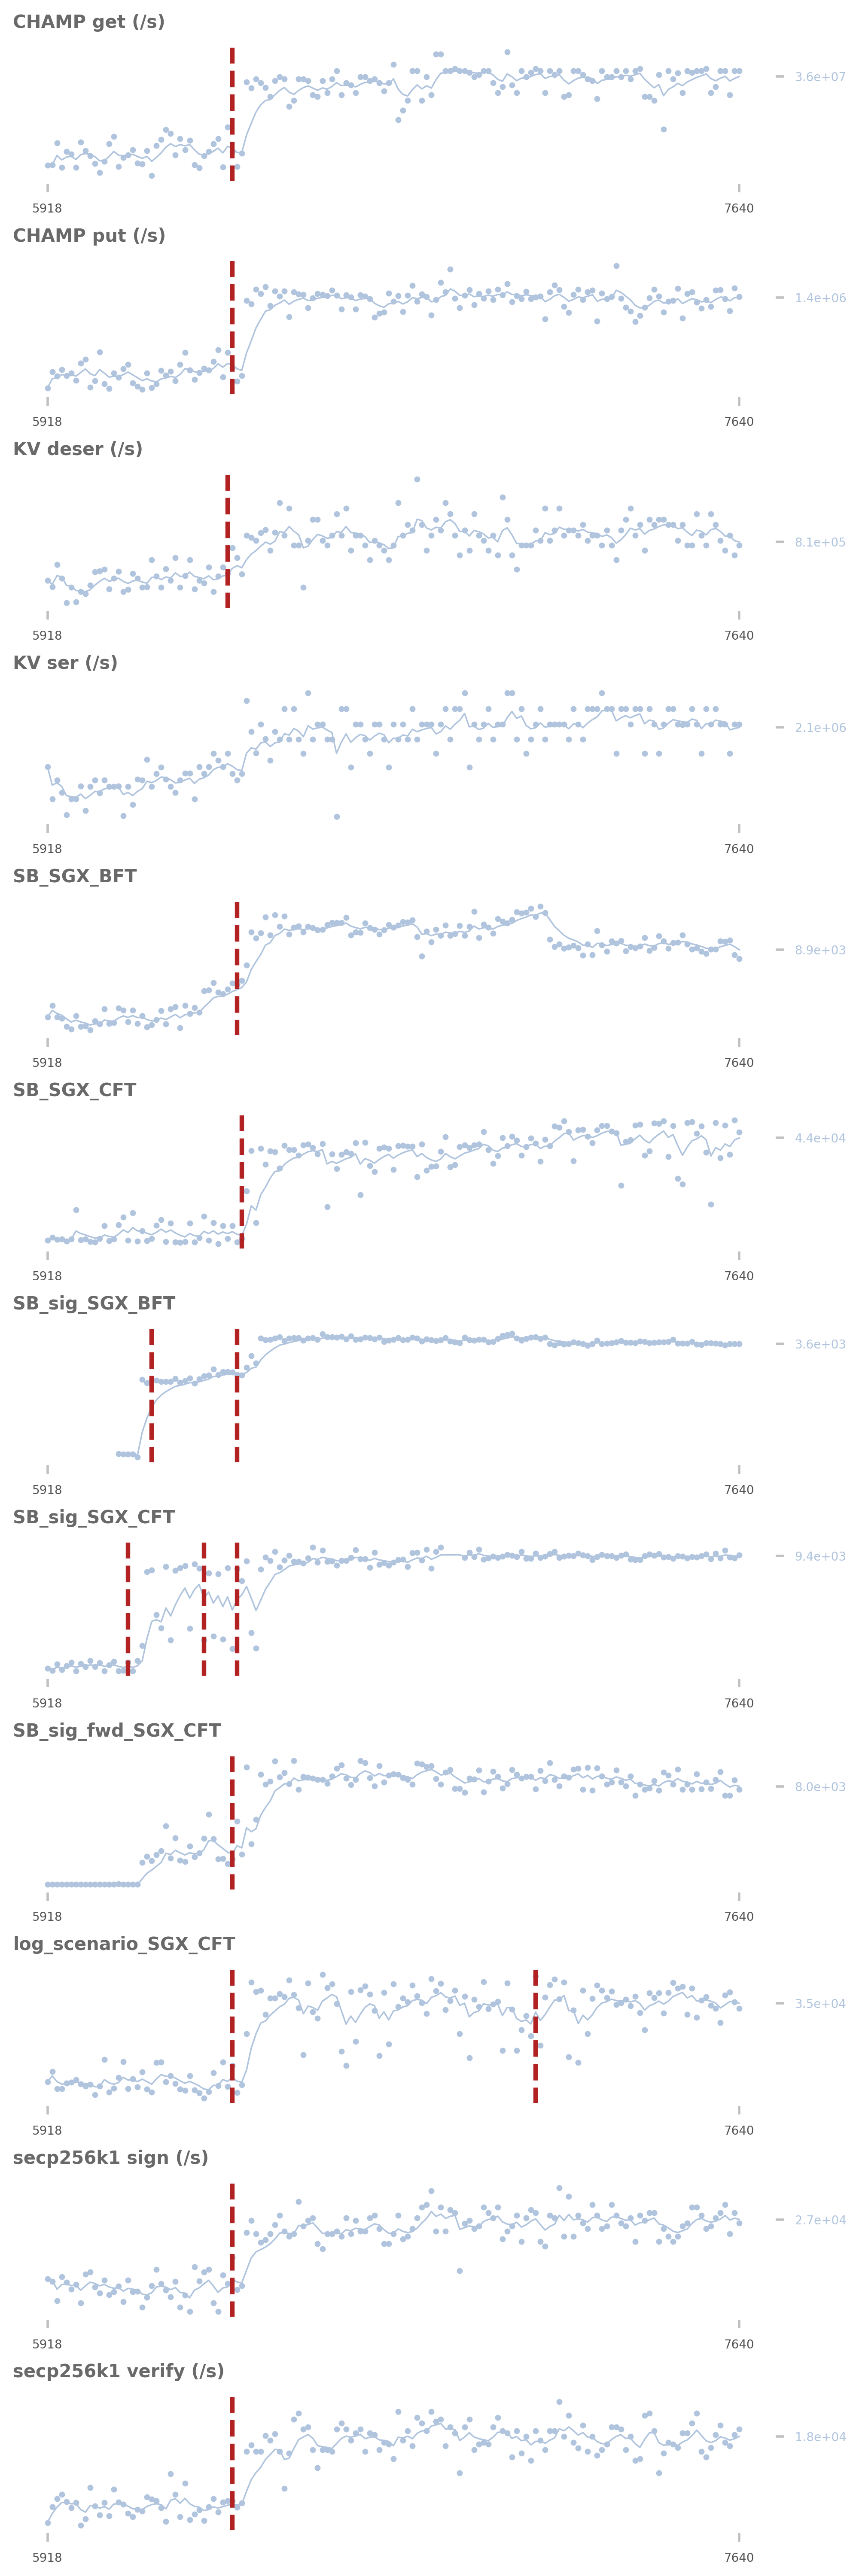 CHAMP get (/s)
3.6e+07
5918 7640
CHAMP put (/s)
1.4e+06
5918 7640
KV deser (/s)
8.1e+05
5918 7640
KV ser (/s)
2.1e+06
5918 7640
SB_SGX_BFT
8.9e+03
5918 7640
SB_SGX_CFT
4.4e+04
5918 7640
SB_sig_SGX_BFT
3.6e+03
5918 7640
SB_sig_SGX_CFT
9.4e+03
5918 7640
SB_sig_fwd_SGX_CFT
8.0e+03
5918 7640
log_scenario_SGX_CFT
3.5e+04
5918 7640
secp256k1 sign (/s)
2.7e+04
5918 7640
secp256k1 verify (/s)
1.8e+04
5918 7640